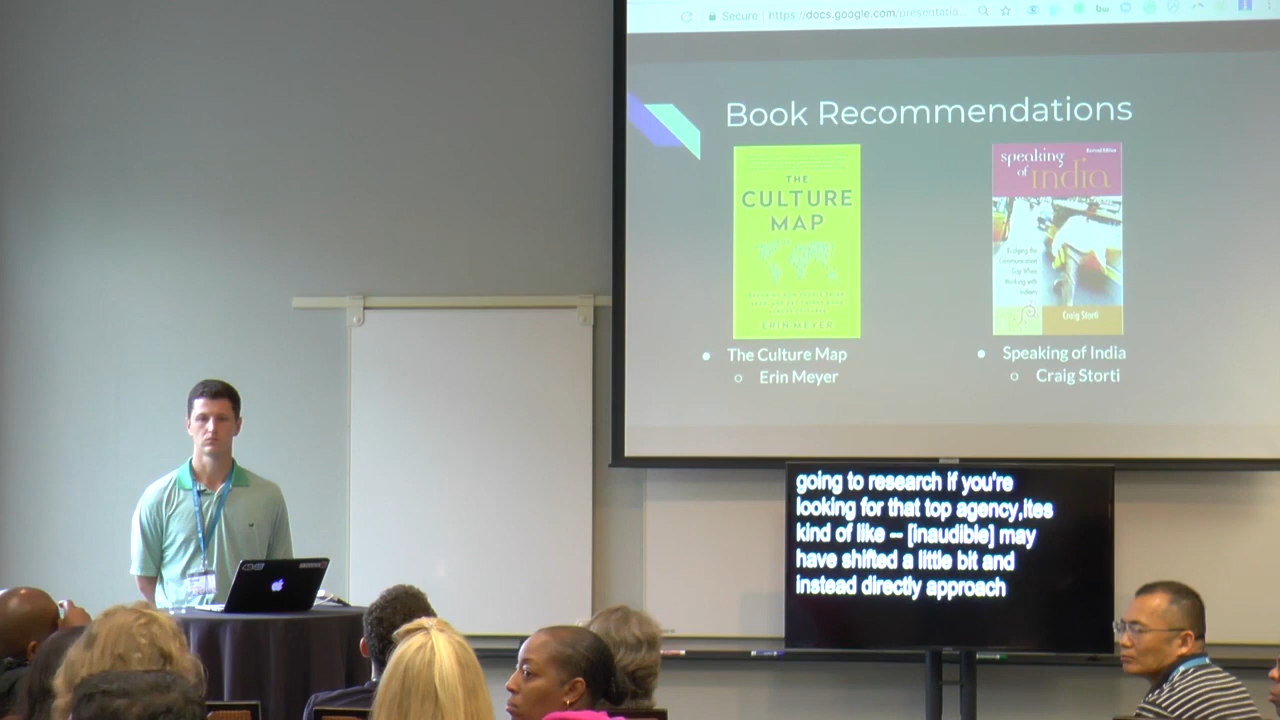 Secure
https://docs.google.com/presentatio
Book Recommendations
THE
CULTURE
MAP
ERIN MEYER
The Culture Map
Erin Meyer
Revised Edition
speaking
of india
Bridging the
Communication
Gap When
Working with
Indians
Craig Storti
Speaking of India
Craig Storti
going to research if you're
looking for that top agency,ites
kind of like -- [inaudible] may
have shifted a little bit and
instead directly approach